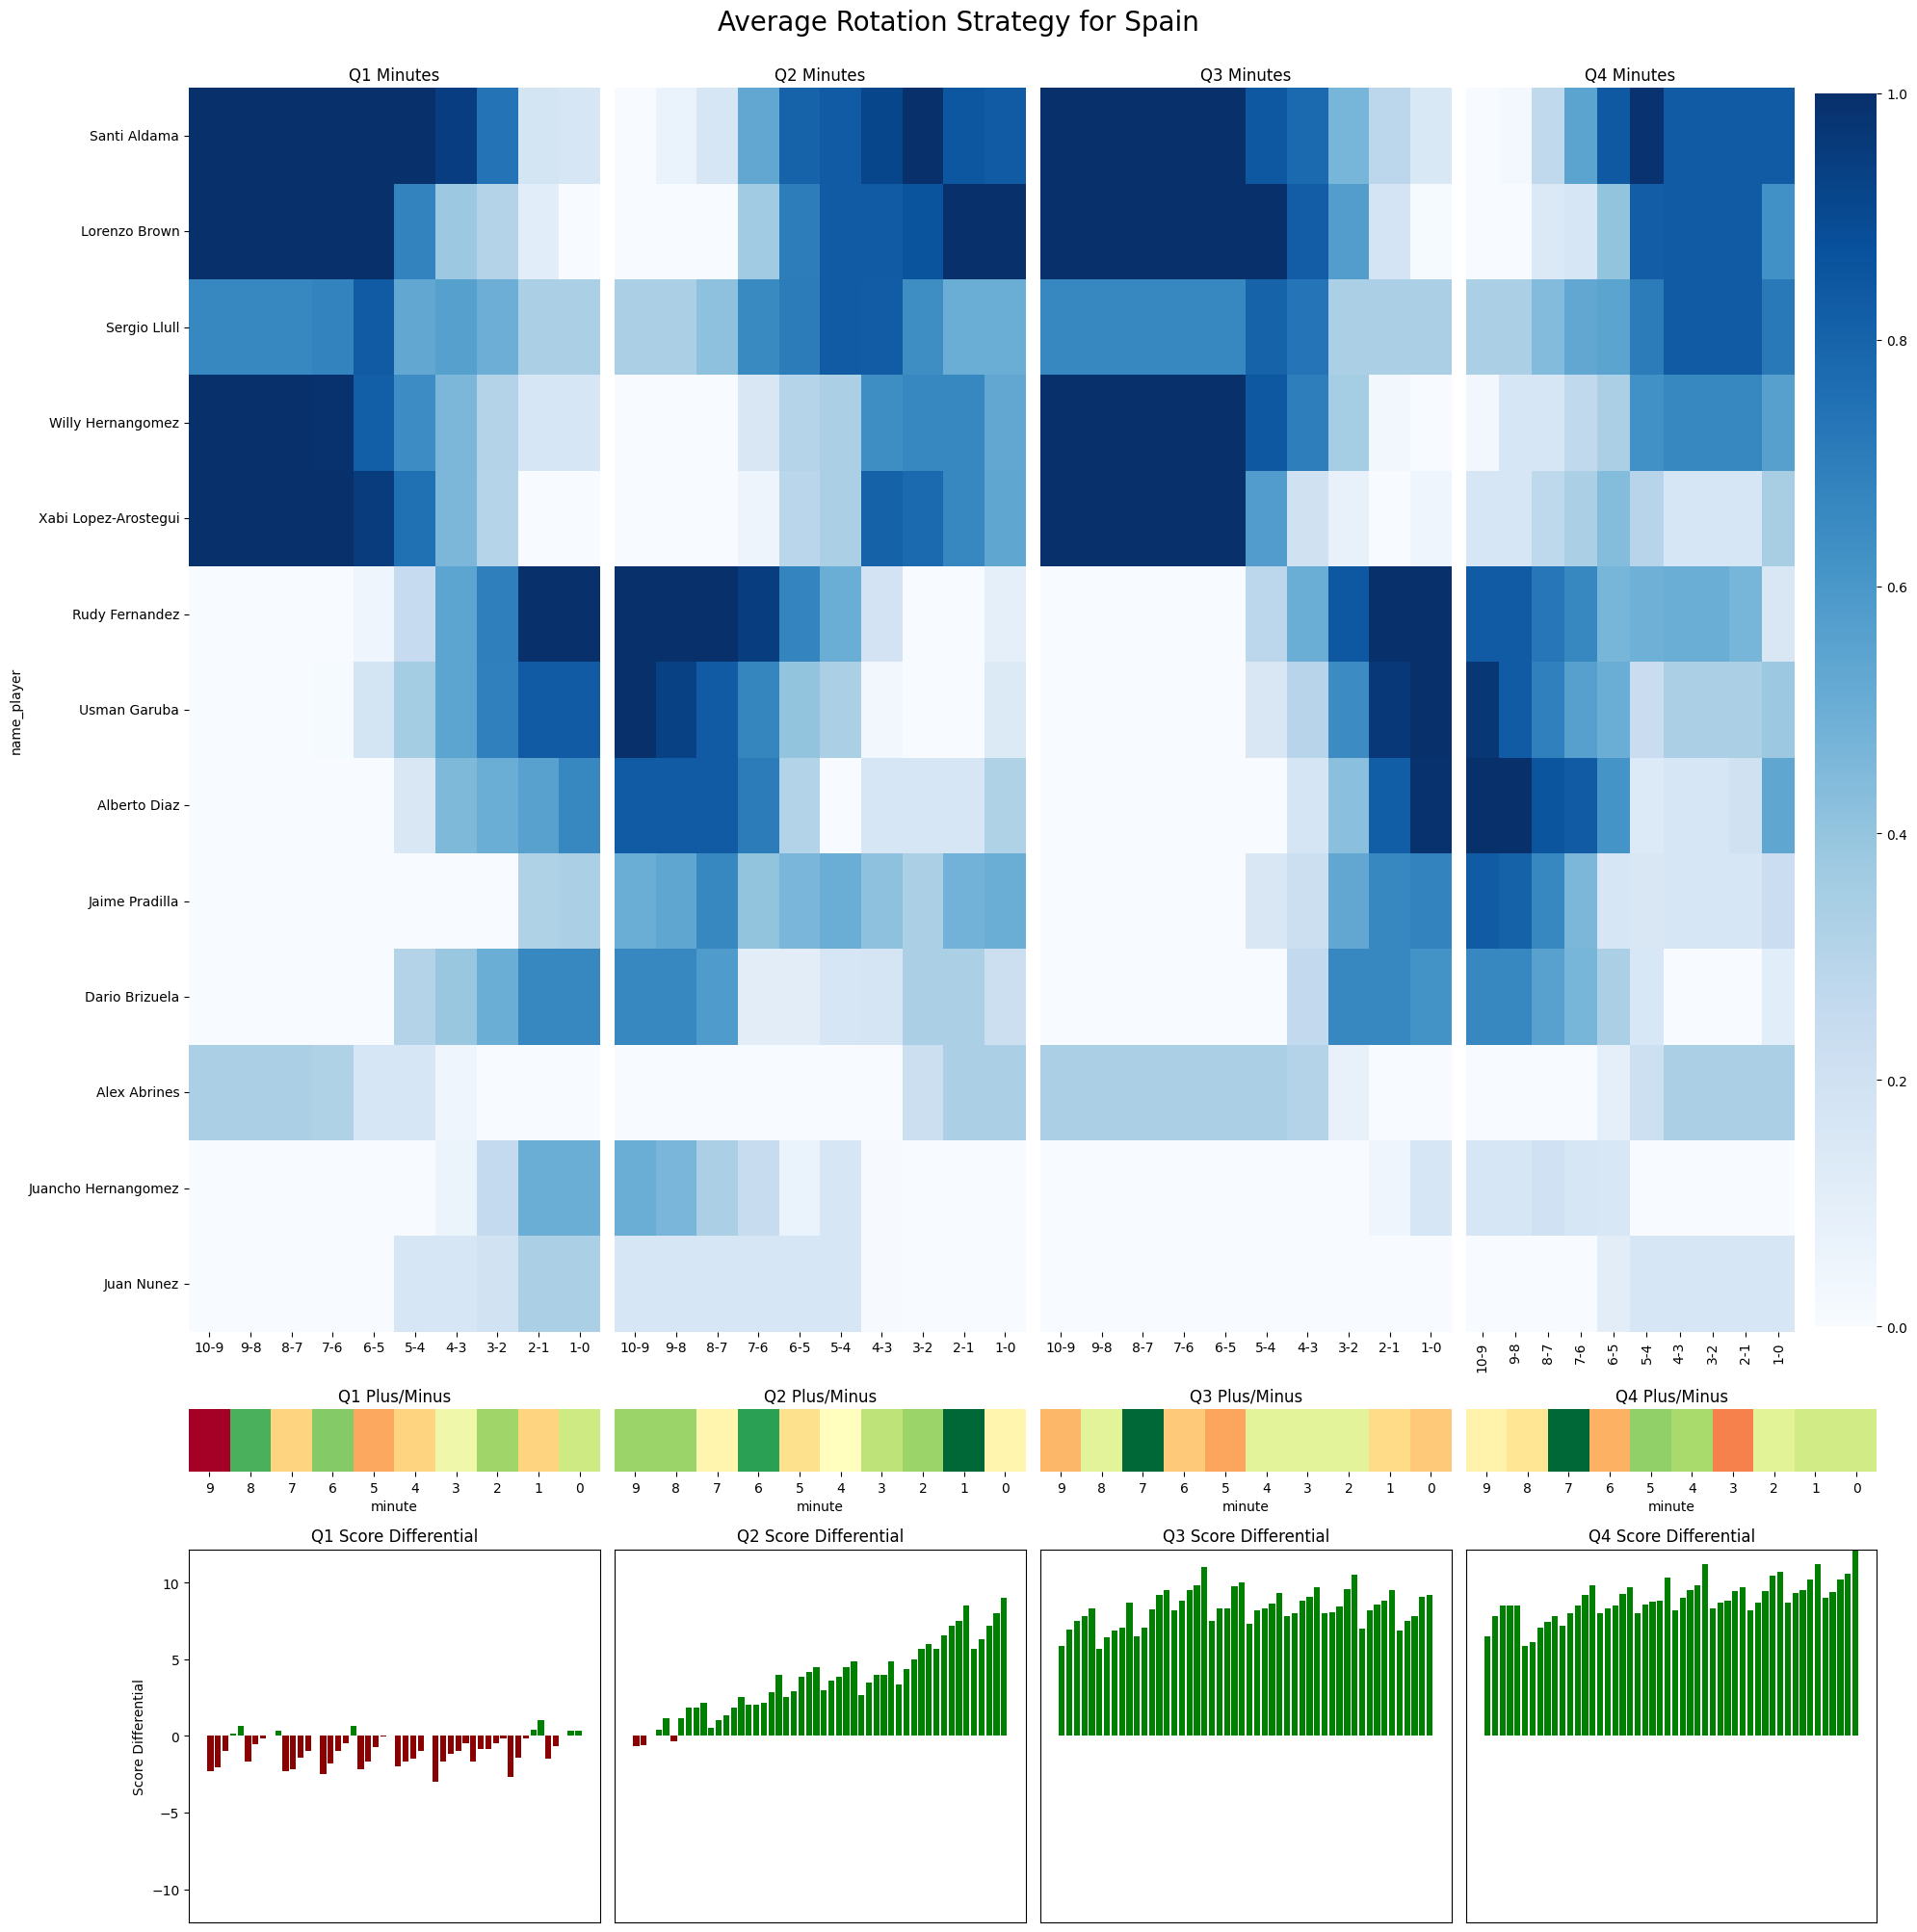 Average Rotation Strategy for Spain
Q1 Minutes
Q2 Minutes
Q3 Minutes
Q4 Minutes
name_player
Santi Aldama
Lorenzo Brown
Sergio Llull
Willy Hernangomez
Xabi Lopez-Arostegui
Rudy Fernandez
Usman Garuba
Alberto Diaz
Jaime Pradilla
Dario Brizuela
Alex Abrines
Juancho Hernangomez
Juan Nunez
1.0
0.8
0.6
0.4
0.2
0.0
10-9 9-8 8-7 7-6 6-5 5-4 4-3 3-2 2-1 1-0
10-9 9-8 8-7 7-6 6-5 5-4 4-3 3-2 2-1 1-0
10-9 9-8 8-7 7-6 6-5 5-4 4-3 3-2 2-1 1-0
10-9 9-8 8-7 7-6 6-5 5-4 4-3 3-2 2-1 1-0
Q1 Plus/Minus
Q2 Plus/Minus
Q3 Plus/Minus
Q4 Plus/Minus
9 8 7 6 5 4 3 2 1 0
9 8 7 6 5 4 3 2 1 0
9 8 7 6 5 4 3 2 1 0
9 8 7 6 5 4 3 2 1 0
minute
minute
minute
minute
Q1 Score Differential
Q2 Score Differential
Q3 Score Differential
Q4 Score Differential
Score Differential
10
5
0
−5
−10